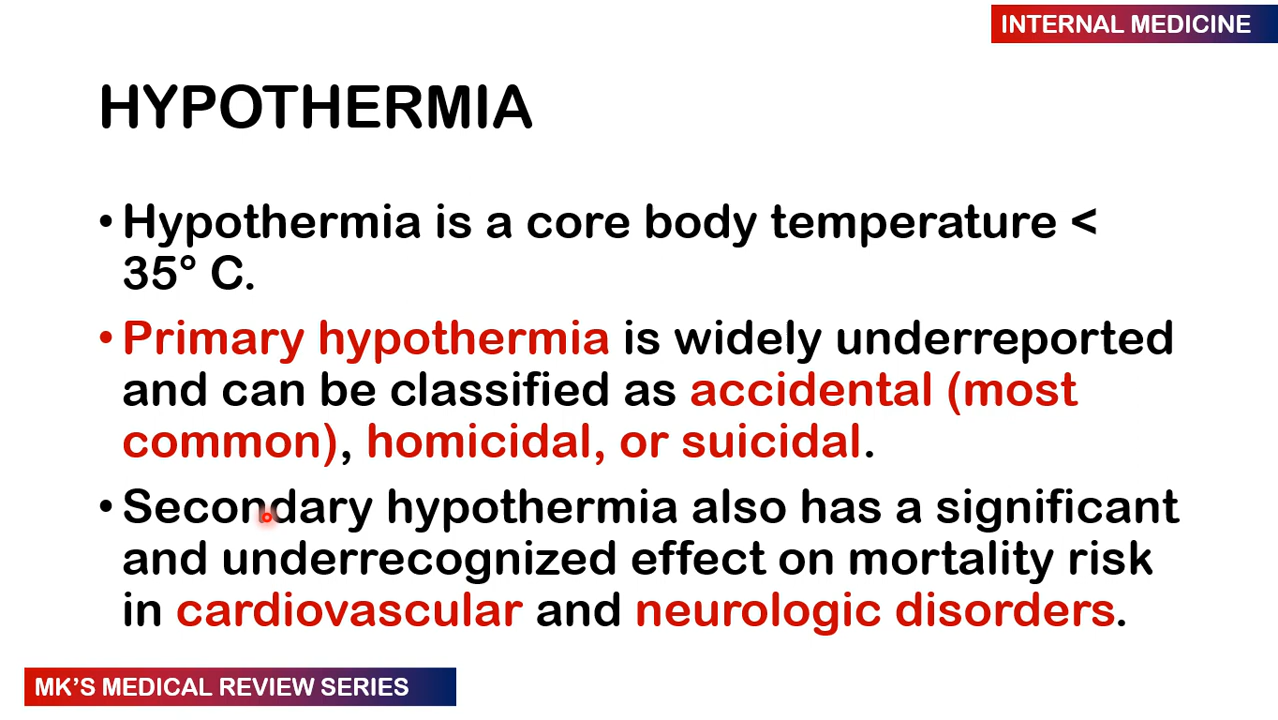 INTERNAL MEDICINE
HYPOTHERMIA
• Hypothermia is a core body temperature <
35° C.
• Primary hypothermia is widely underreported
and can be classified as accidental (most
common), homicidal, or suicidal.
• Secondary hypothermia also has a significant
and underrecognized effect on mortality risk
in cardiovascular and neurologic disorders.
MK’S MEDICAL REVIEW SERIES